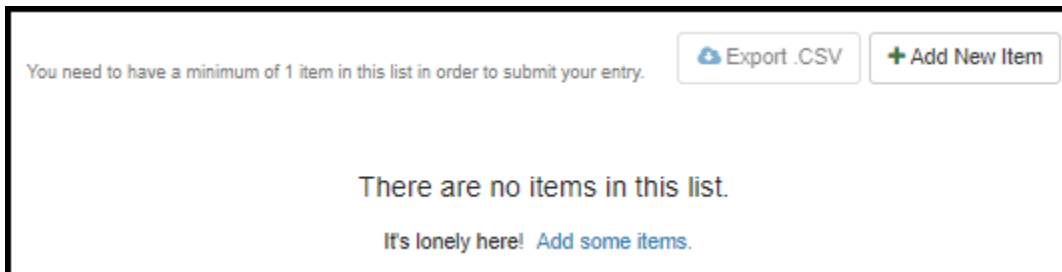 You need to have a minimum of 1 item in this list in order to submit your entry.
Export .CSV
Add New Item
There are no items in this list.
It's lonely here! Add some items.